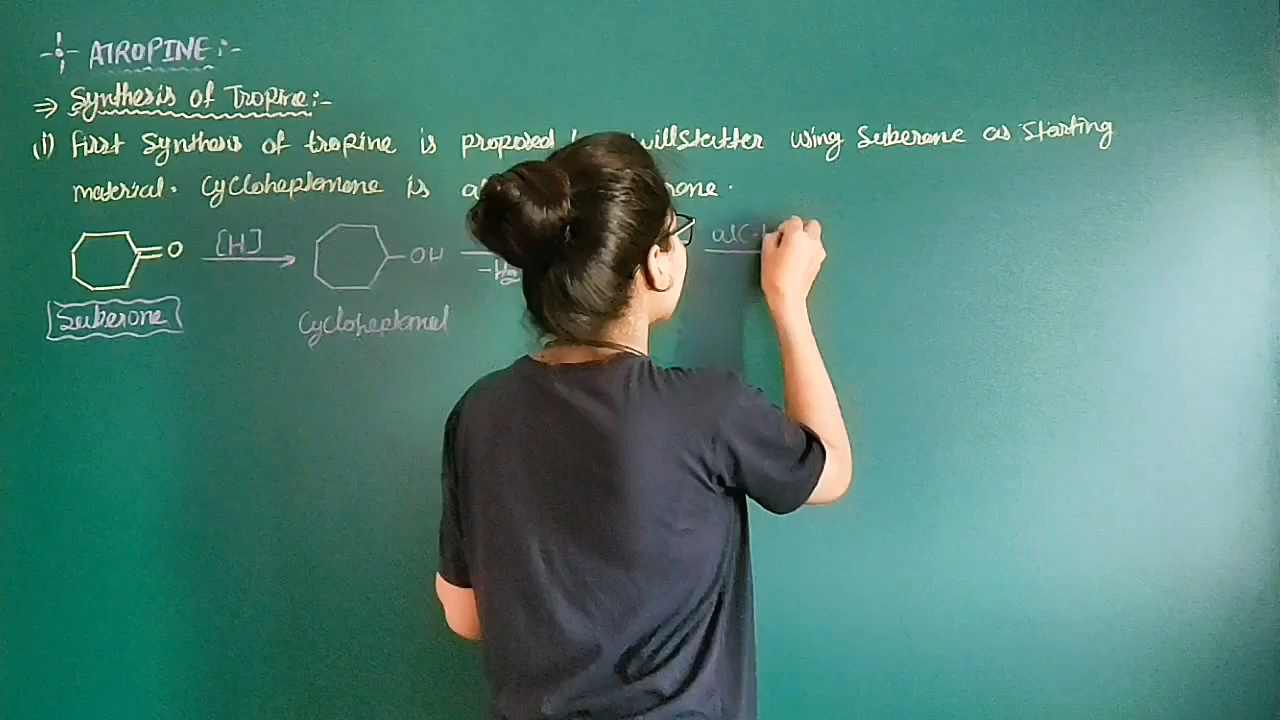 ATROPINE :-
⇒ Synthesis of Tropine :-
(1) First Synthesis of tropine is proposed willstatter using Suberone as starting
material. Cycloheptanone is
O [H] OH
Suberone Cycloheptanol